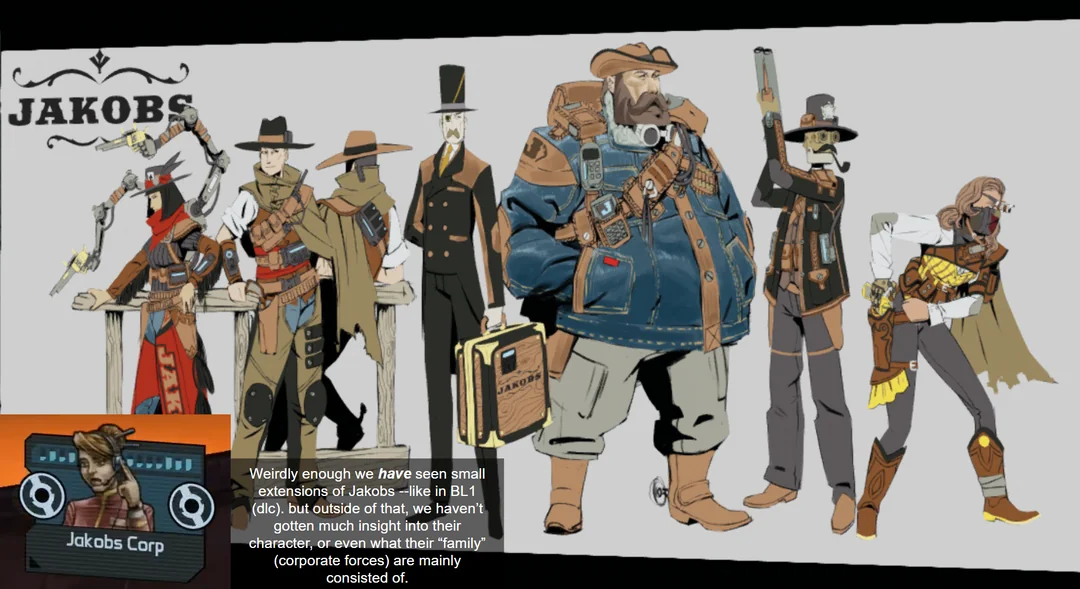 JAKOBS
JAK
J
JAKOBS
Jakobs Corp
Weirdly enough we have seen small
extensions of Jakobs --like in BL1
(dlc). but outside of that, we haven't
gotten much insight into their
character, or even what their “family”
(corporate forces) are mainly
consisted of.